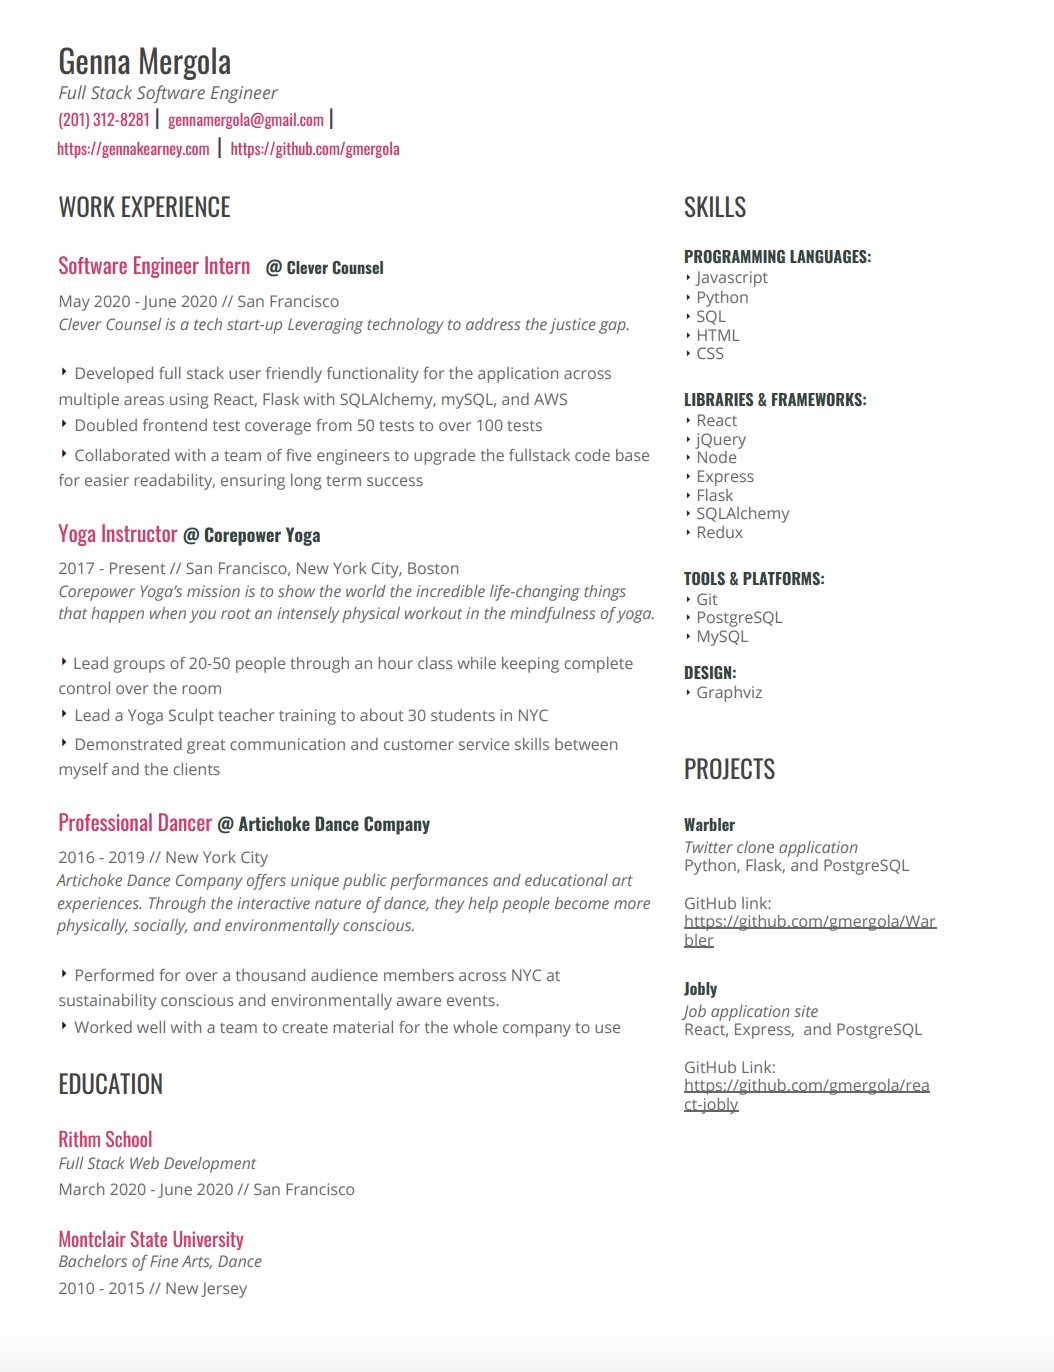 Genna Mergola
Full Stack Software Engineer
(201) 312-8281 | gennamergola@gmail.com |
https://gennakearney.com | https://github.com/gmergola
WORK EXPERIENCE
Software Engineer Intern @ Clever Counsel
May 2020 - June 2020 // San Francisco
Clever Counsel is a tech start-up Leveraging technology to address the justice gap.
‣ Developed full stack user friendly functionality for the application across
multiple areas using React, Flask with SQLAlchemy, mySQL, and AWS
‣ Doubled frontend test coverage from 50 tests to over 100 tests
‣ Collaborated with a team of five engineers to upgrade the fullstack code base
for easier readability, ensuring long term success
Yoga Instructor @ Corepower Yoga
2017 - Present // San Francisco, New York City, Boston
Corepower Yoga’s mission is to show the world the incredible life-changing things
that happen when you root an intensely physical workout in the mindfulness of yoga.
‣ Lead groups of 20-50 people through an hour class while keeping complete
control over the room
‣ Lead a Yoga Sculpt teacher training to about 30 students in NYC
‣ Demonstrated great communication and customer service skills between
myself and the clients
Professional Dancer @ Artichoke Dance Company
2016 - 2019 // New York City
Artichoke Dance Company offers unique public performances and educational art
experiences. Through the interactive nature of dance, they help people become more
physically, socially, and environmentally conscious.
‣ Performed for over a thousand audience members across NYC at
sustainability conscious and environmentally aware events.
‣ Worked well with a team to create material for the whole company to use
EDUCATION
Rithm School
Full Stack Web Development
March 2020 - June 2020 // San Francisco
Montclair State University
Bachelors of Fine Arts, Dance
2010 - 2015 // New Jersey
SKILLS
PROGRAMMING LANGUAGES:
‣ Javascript
‣ Python
‣ SQL
‣ HTML
‣ CSS
LIBRARIES & FRAMEWORKS:
‣ React
‣ jQuery
‣ Node
‣ Express
‣ Flask
‣ SQLAlchemy
‣ Redux
TOOLS & PLATFORMS:
‣ Git
‣ PostgreSQL
‣ MySQL
DESIGN:
‣ Graphviz
PROJECTS
Warbler
Twitter clone application
Python, Flask, and PostgreSQL
GitHub link:
https://github.com/gmergola/War
bler
Jobly
Job application site
React, Express, and PostgreSQL
GitHub Link:
https://github.com/gmergola/rea
ct-jobly